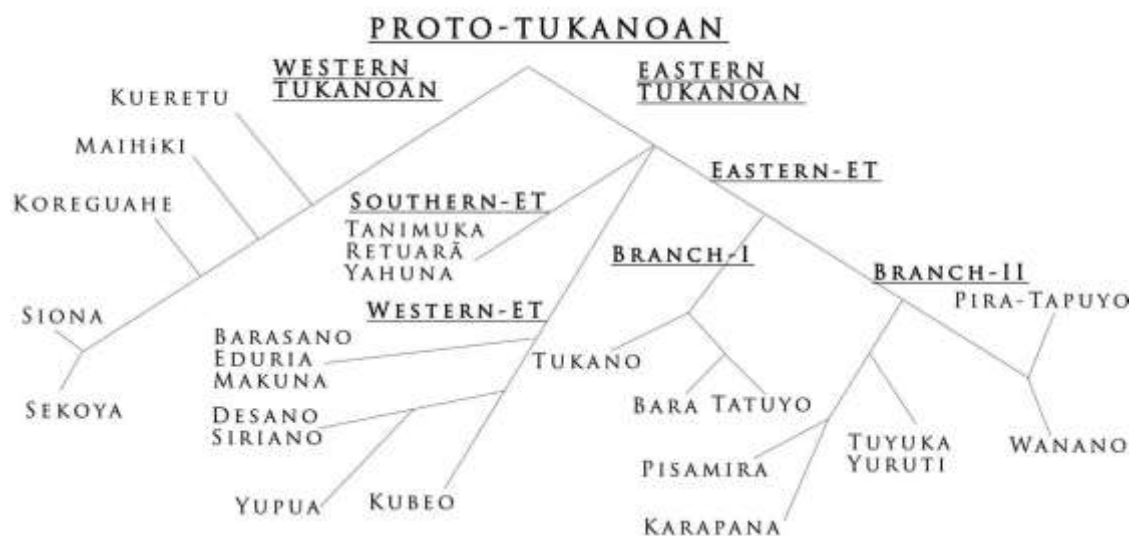 PROTO-TUKANOAN
WESTERN
TUKANOAN
EASTERN
TUKANOAN
KUERETU
MAIHiKI
KOREGUAHE
SIONA
SEKOYA
EASTERN-ET
SOUTHERN-ET
TANIMUKA
RETUARÃ
YAHUNA
BRANCH-I
BRANCH-II
PIRA-TAPUYO
WESTERN-ET
BARASANO
EDURIA
MAKUNA
TUKANO
DESANO
SIRIANO
BARA TATUYO
TUYUKA
YURUTI
WANANO
PISAMIRA
YUPUA
KUBEO
KARAPANA